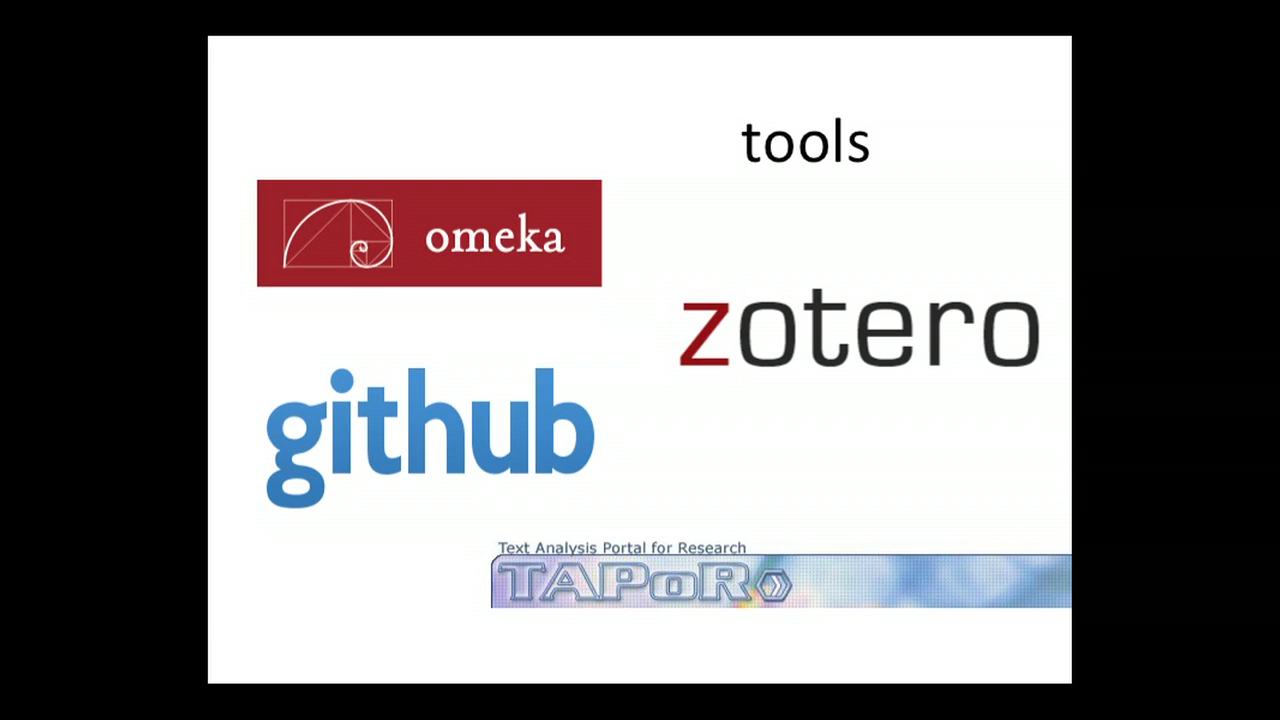 tools
omeka
zotero
github
Text Analysis Portal for Research
TAPoR